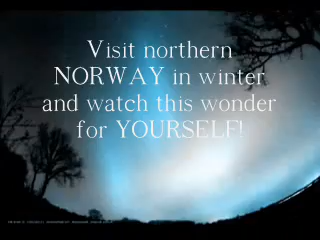 Visit northern
NORWAY in winter
and watch this wonder
for YOURSELF!